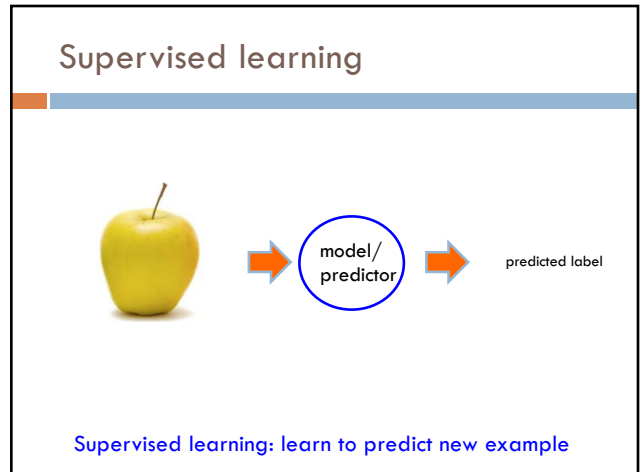 Supervised learning
model/
predictor
predicted label
Supervised learning: learn to predict new example